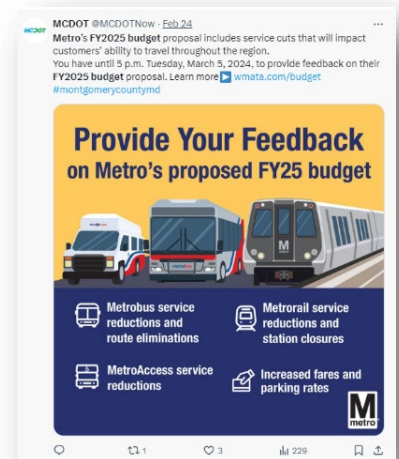 MCDOT @MCDOTNow · Feb 24
Metro's FY2025 budget proposal includes service cuts that will impact
customers' ability to travel throughout the region.
You have until 5 p.m. Tuesday, March 5, 2024, to provide feedback on their
FY2025 budget proposal. Learn more ▶ wmata.com/budget
#montgomerycountymd
Provide Your Feedback
on Metro's proposed FY25 budget
M
Metrobus service
reductions and
route eliminations
Metrorail service
reductions and
station closures
MetroAccess service
reductions
Increased fares and
parking rates
M
metro
1
3
229